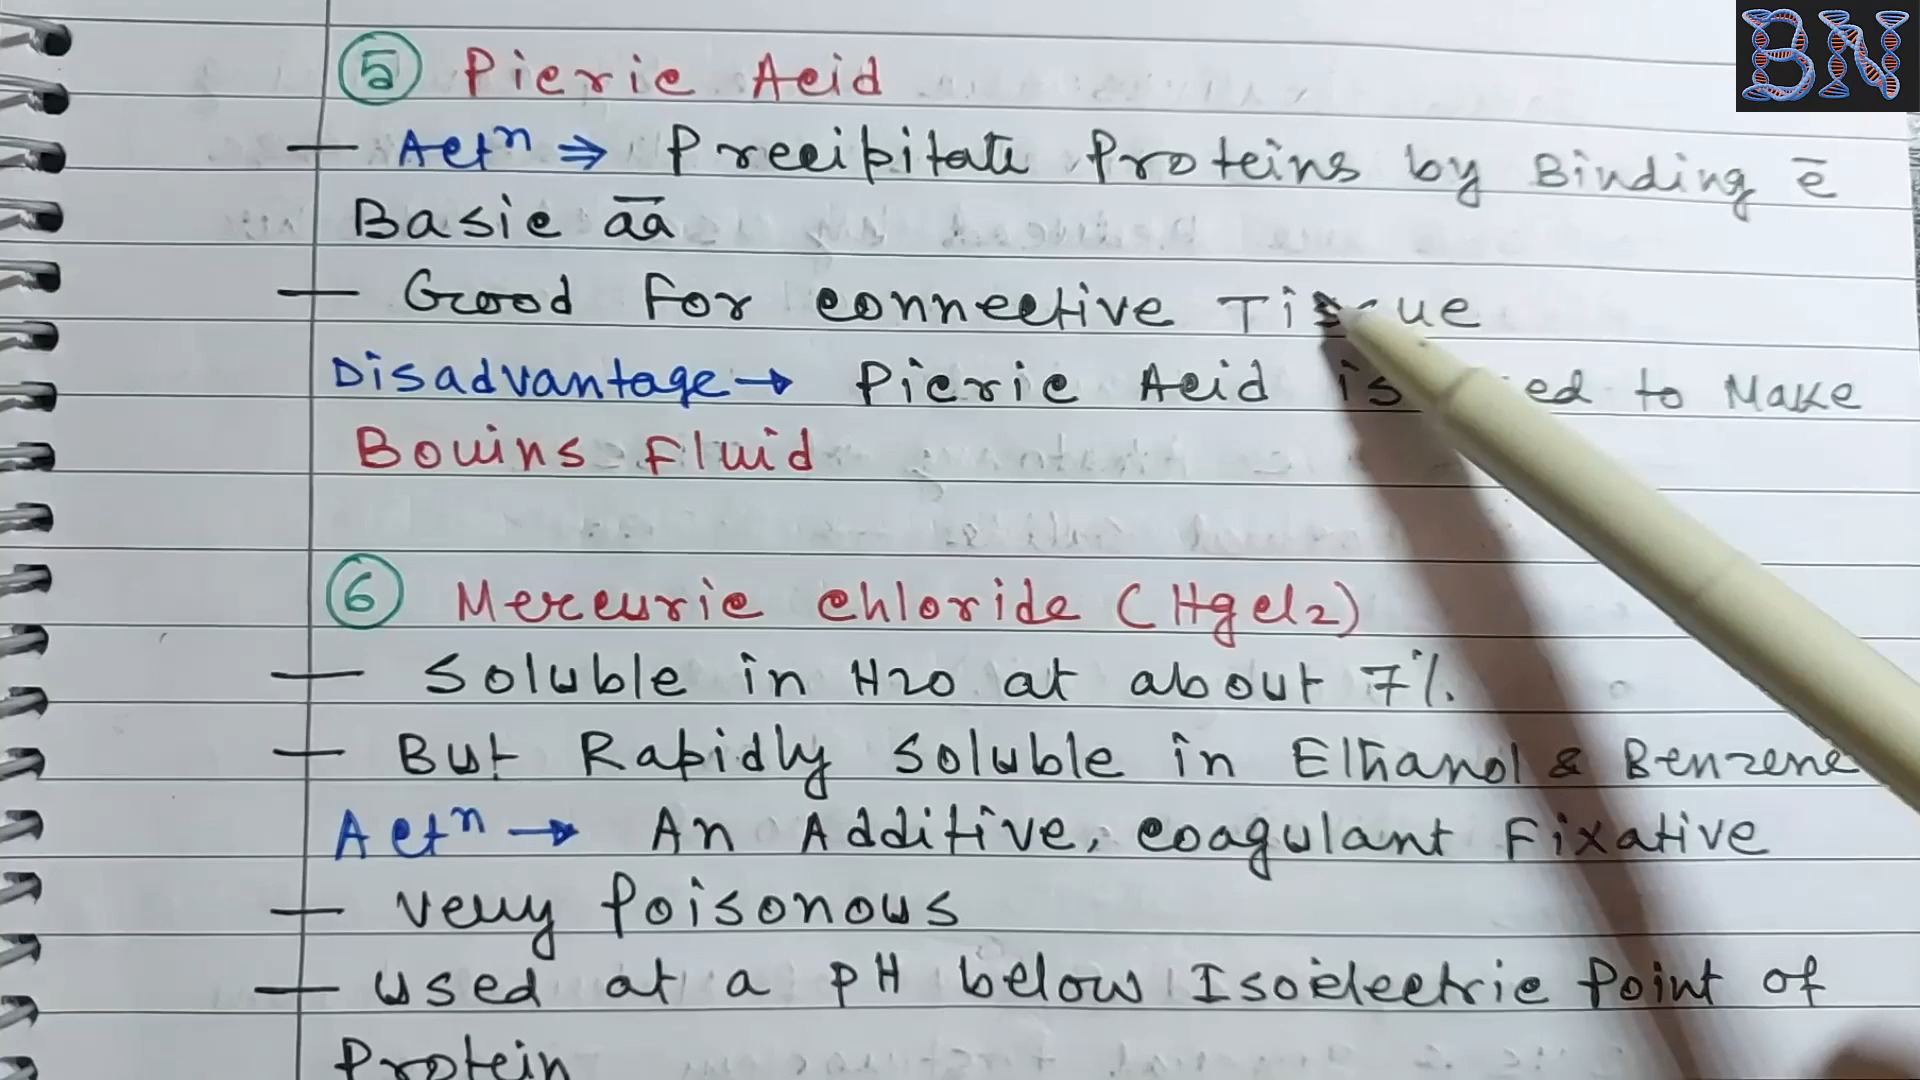 BN
5 Picric Acid
— Actⁿ ⇒ Precipitate Proteins by Binding c̄
Basic āā
— Good For connective Tissue
Disadvantage → Picric Acid is used to Make
Bouins Fluid
6 Mercuric chloride (Hgcl2)
— Soluble in H2O at about 7%.
— But Rapidly Soluble in Ethanol & Benzene
Actⁿ → An Additive, coagulant Fixative
— very Poisonous
— used at a pH below Isoelectric Point of
Protein